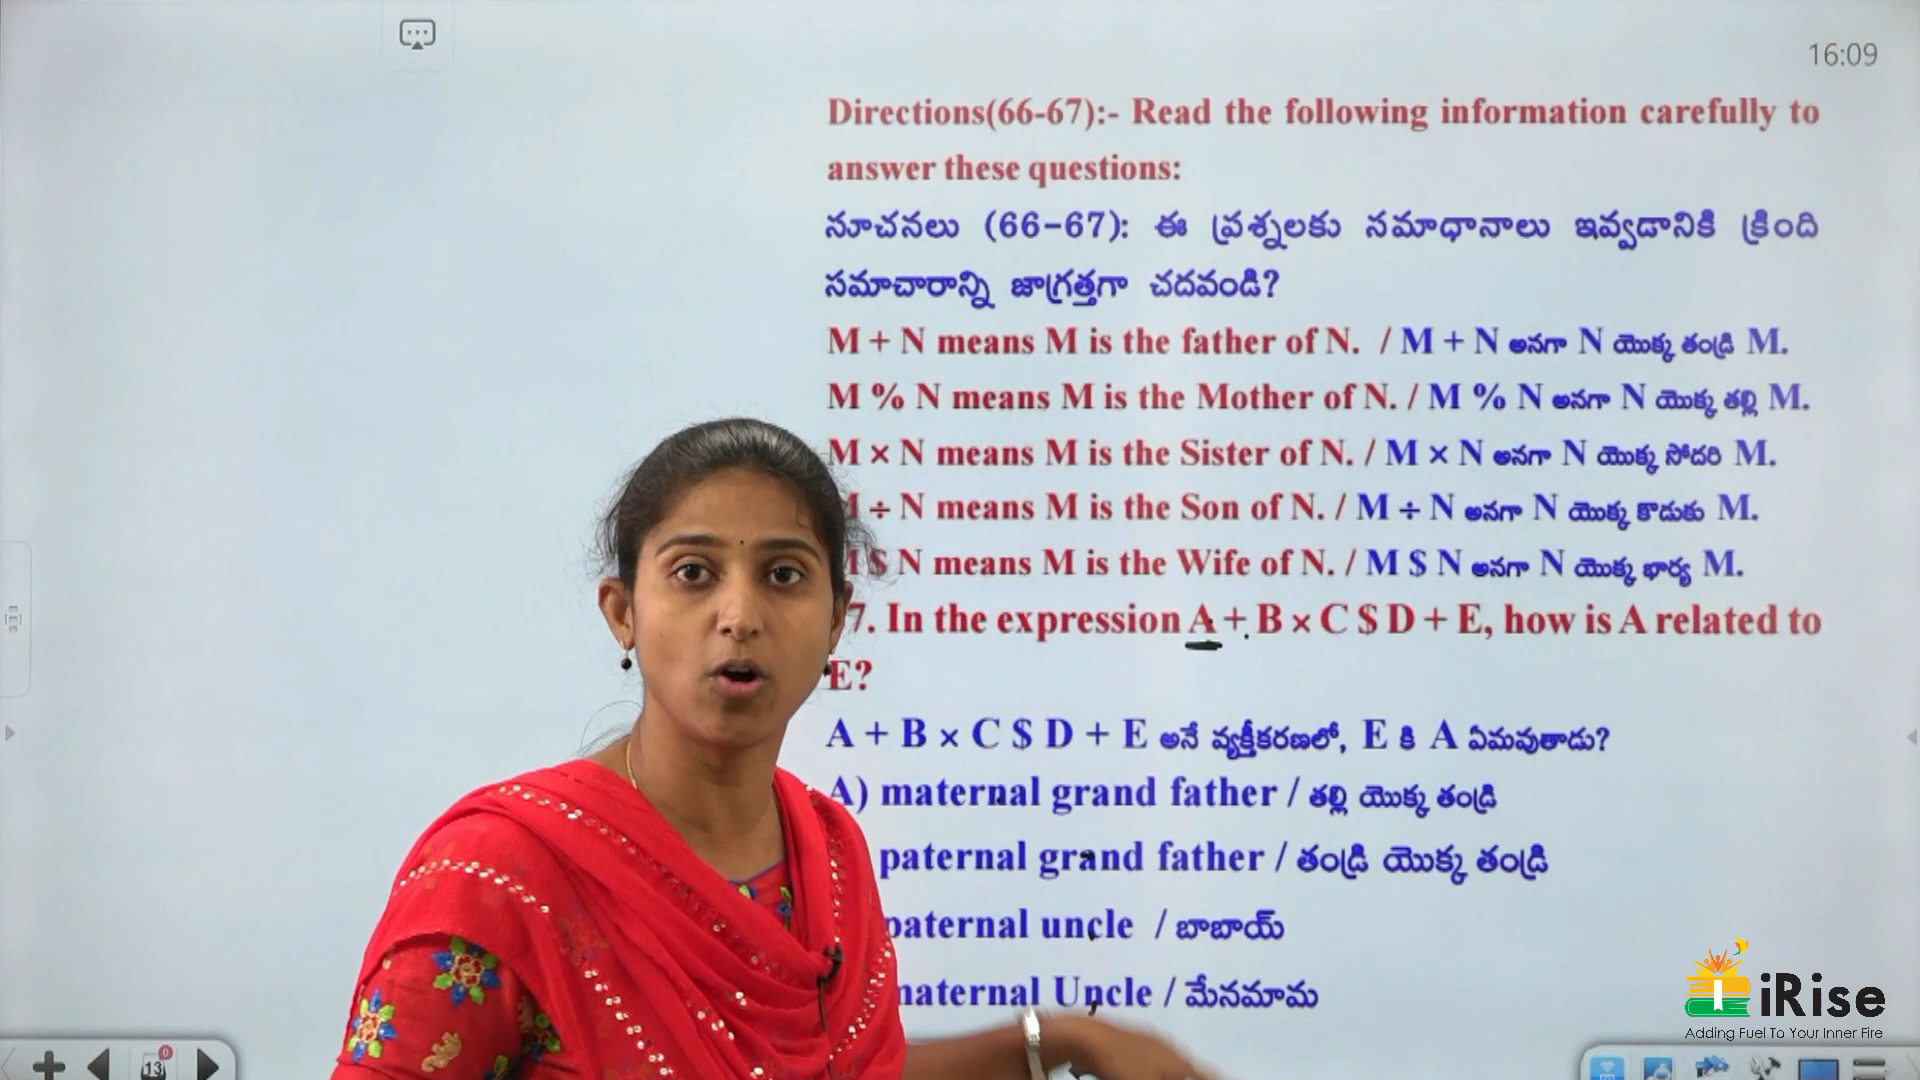 16:09
Directions(66-67):- Read the following information carefully to
answer these questions:
సూచనలు (66-67): ఈ ప్రశ్నలకు సమాధానాలు ఇవ్వడానికి క్రింది
సమాచారాన్ని జాగ్రత్తగా చదవండి?
M + N means M is the father of N. / M + N అనగా N యొక్క తండ్రి M.
M % N means M is the Mother of N. / M % N అనగా N యొక్క తల్లి M.
M × N means M is the Sister of N. / M × N అనగా N యొక్క సోదరి M.
÷ N means M is the Son of N. / M ÷ N అనగా N యొక్క కొడుకు M.
$ N means M is the Wife of N. / M $ N అనగా N యొక్క భార్య M.
7. In the expression A + B × C $ D + E, how is A related to
E?
A + B × C $ D + E అనే వ్యక్తీకరణలో, E కి A ఏమవుతాడు?
A) maternal grand father / తల్లి యొక్క తండ్రి
paternal grand father / తండ్రి యొక్క తండ్రి
paternal uncle / బాబాయ్
maternal Uncle / మేనమామ
iRise
Adding Fuel To Your Inner Fire
13
0